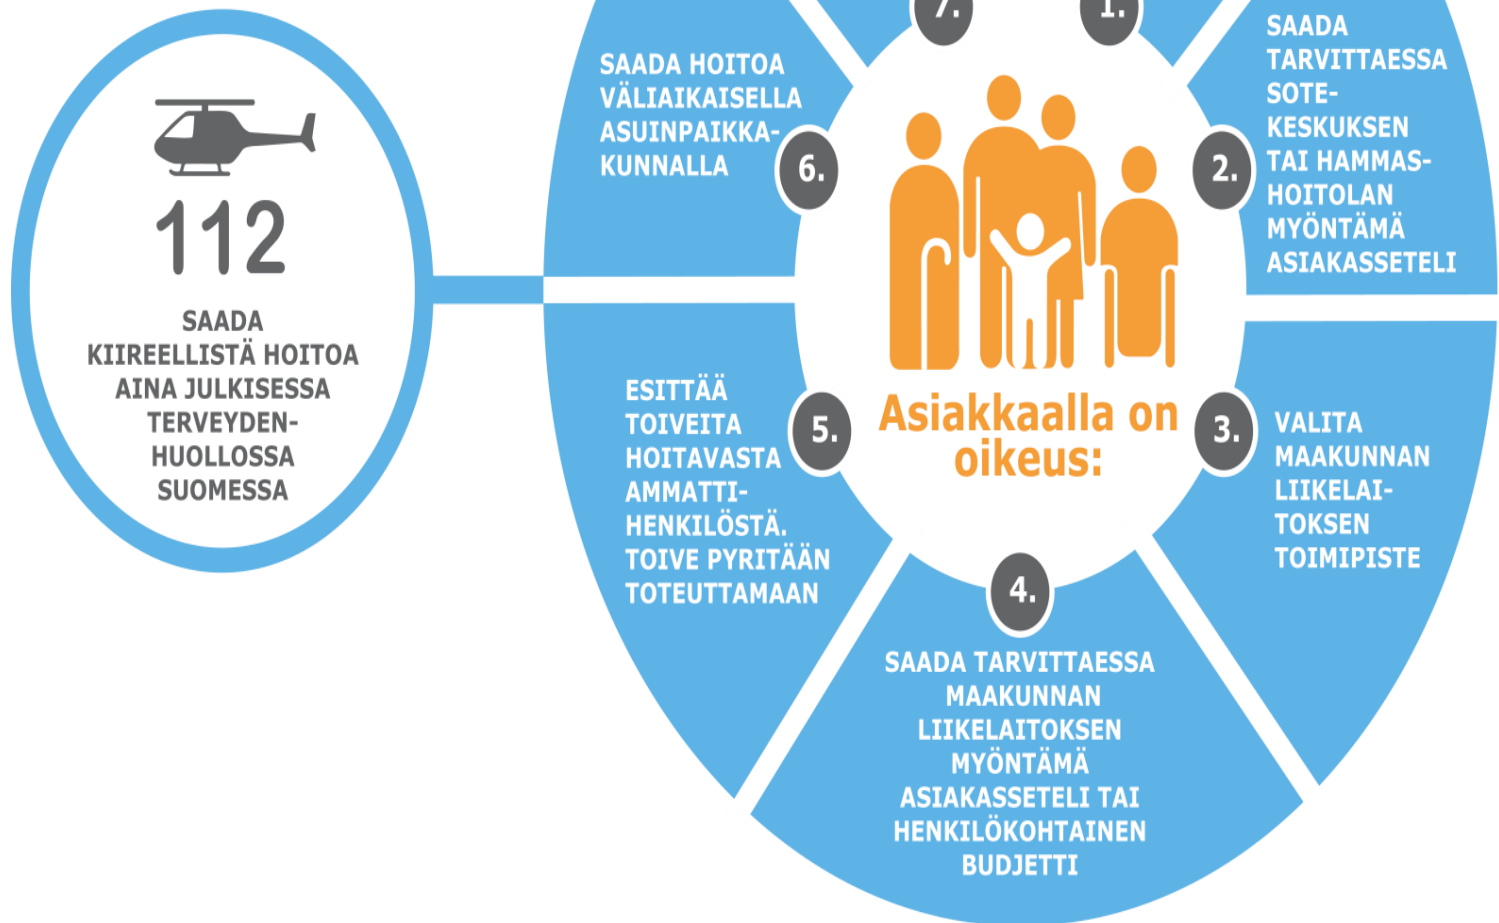 112
SAADA
KIIREELLISTÄ HOITOA
AINA JULKISESSA
TERVEYDEN-
HUOLLOSSA
SUOMESSA
Asiakkaalla on
oikeus:
1.
2.
SAADA
TARVITTAESSA
SOTE-
KESKUKSEN
TAI HAMMAS-
HOITOLAN
MYÖNTÄMÄ
ASIAKASSETELI
3.
VALITA
MAAKUNNAN
LIIKELAI-
TOKSEN
TOIMIPISTE
4.
SAADA TARVITTAESSA
MAAKUNNAN
LIIKELAITOKSEN
MYÖNTÄMÄ
ASIAKASSETELI TAI
HENKILÖKOHTAINEN
BUDJETTI
5.
ESITTÄÄ
TOIVEITA
HOITAVASTA
AMMATTI-
HENKILÖSTÄ.
TOIVE PYRITÄÄN
TOTEUTTAMAAN
6.
SAADA HOITOA
VÄLIAIKAISELLA
ASUINPAIKKA-
KUNNALLA
7.